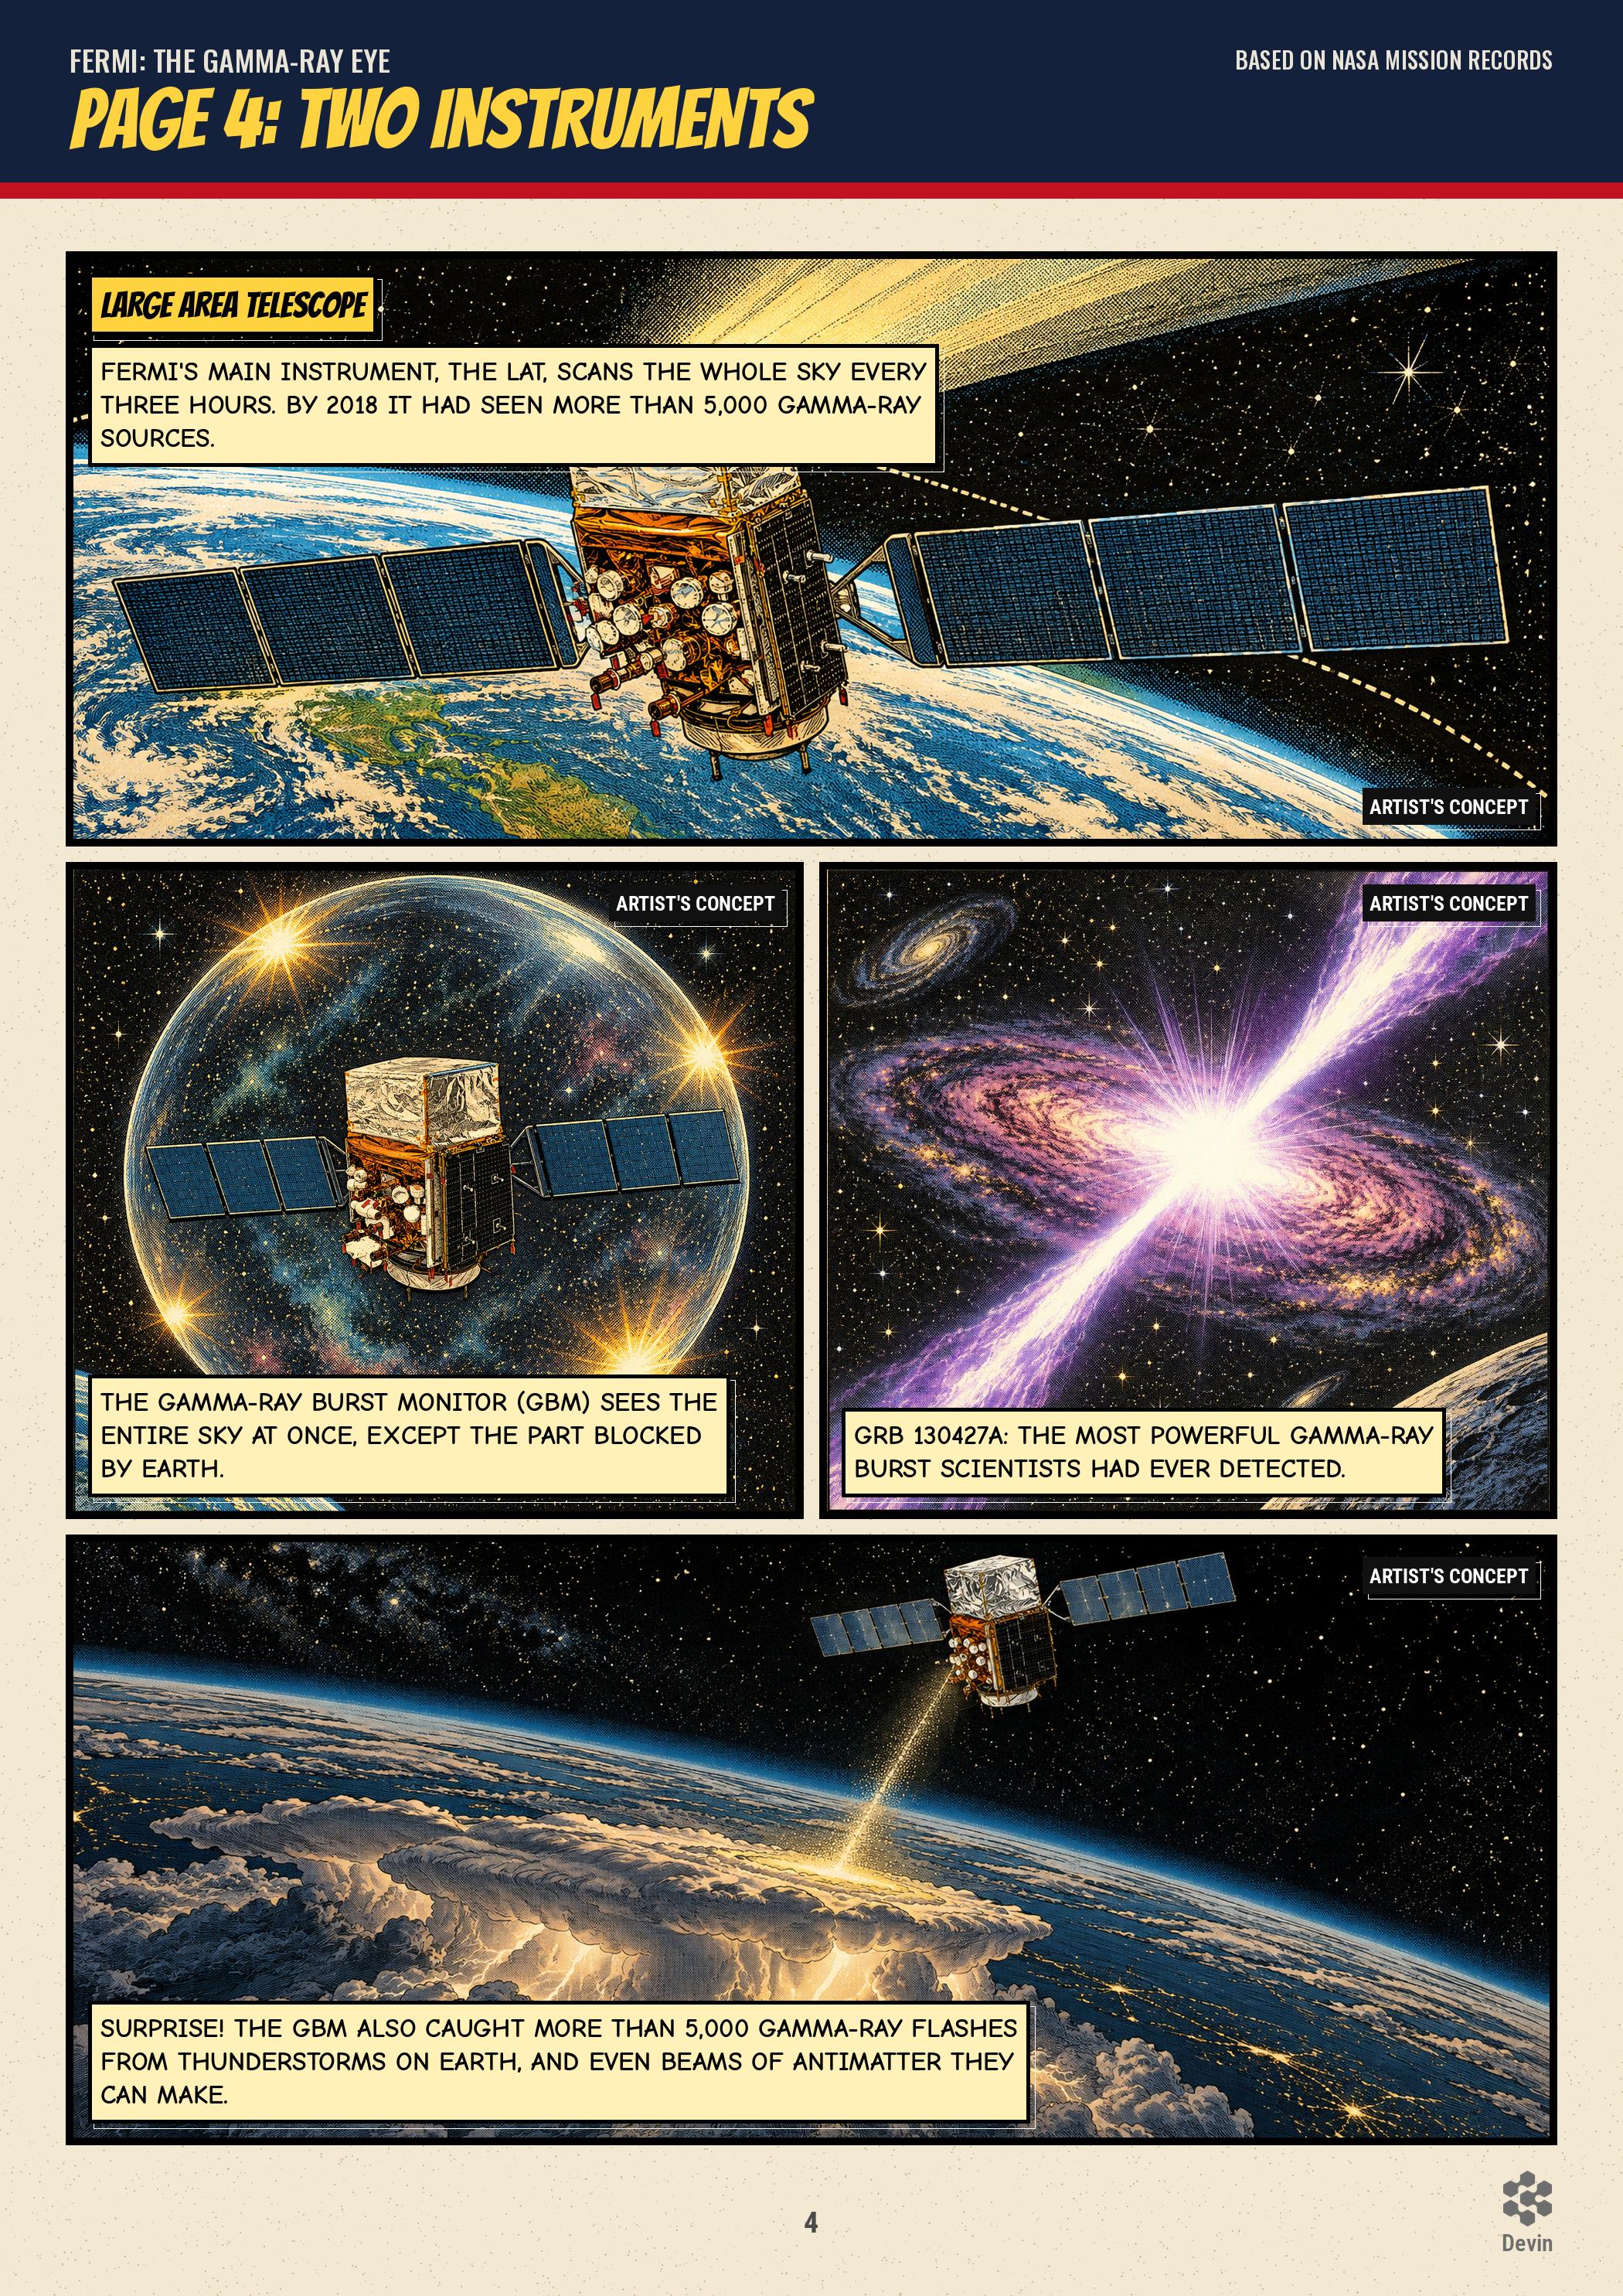 FERMI: THE GAMMA-RAY EYE
BASED ON NASA MISSION RECORDS
PAGE 4: TWO INSTRUMENTS
LARGE AREA TELESCOPE
FERMI'S MAIN INSTRUMENT, THE LAT, SCANS THE WHOLE SKY EVERY
THREE HOURS. BY 2018 IT HAD SEEN MORE THAN 5,000 GAMMA-RAY
SOURCES.
ARTIST'S CONCEPT
ARTIST'S CONCEPT
THE GAMMA-RAY BURST MONITOR (GBM) SEES THE
ENTIRE SKY AT ONCE, EXCEPT THE PART BLOCKED
BY EARTH.
ARTIST'S CONCEPT
GRB 130427A: THE MOST POWERFUL GAMMA-RAY
BURST SCIENTISTS HAD EVER DETECTED.
ARTIST'S CONCEPT
SURPRISE! THE GBM ALSO CAUGHT MORE THAN 5,000 GAMMA-RAY FLASHES
FROM THUNDERSTORMS ON EARTH, AND EVEN BEAMS OF ANTIMATTER THEY
CAN MAKE.
4
Devin